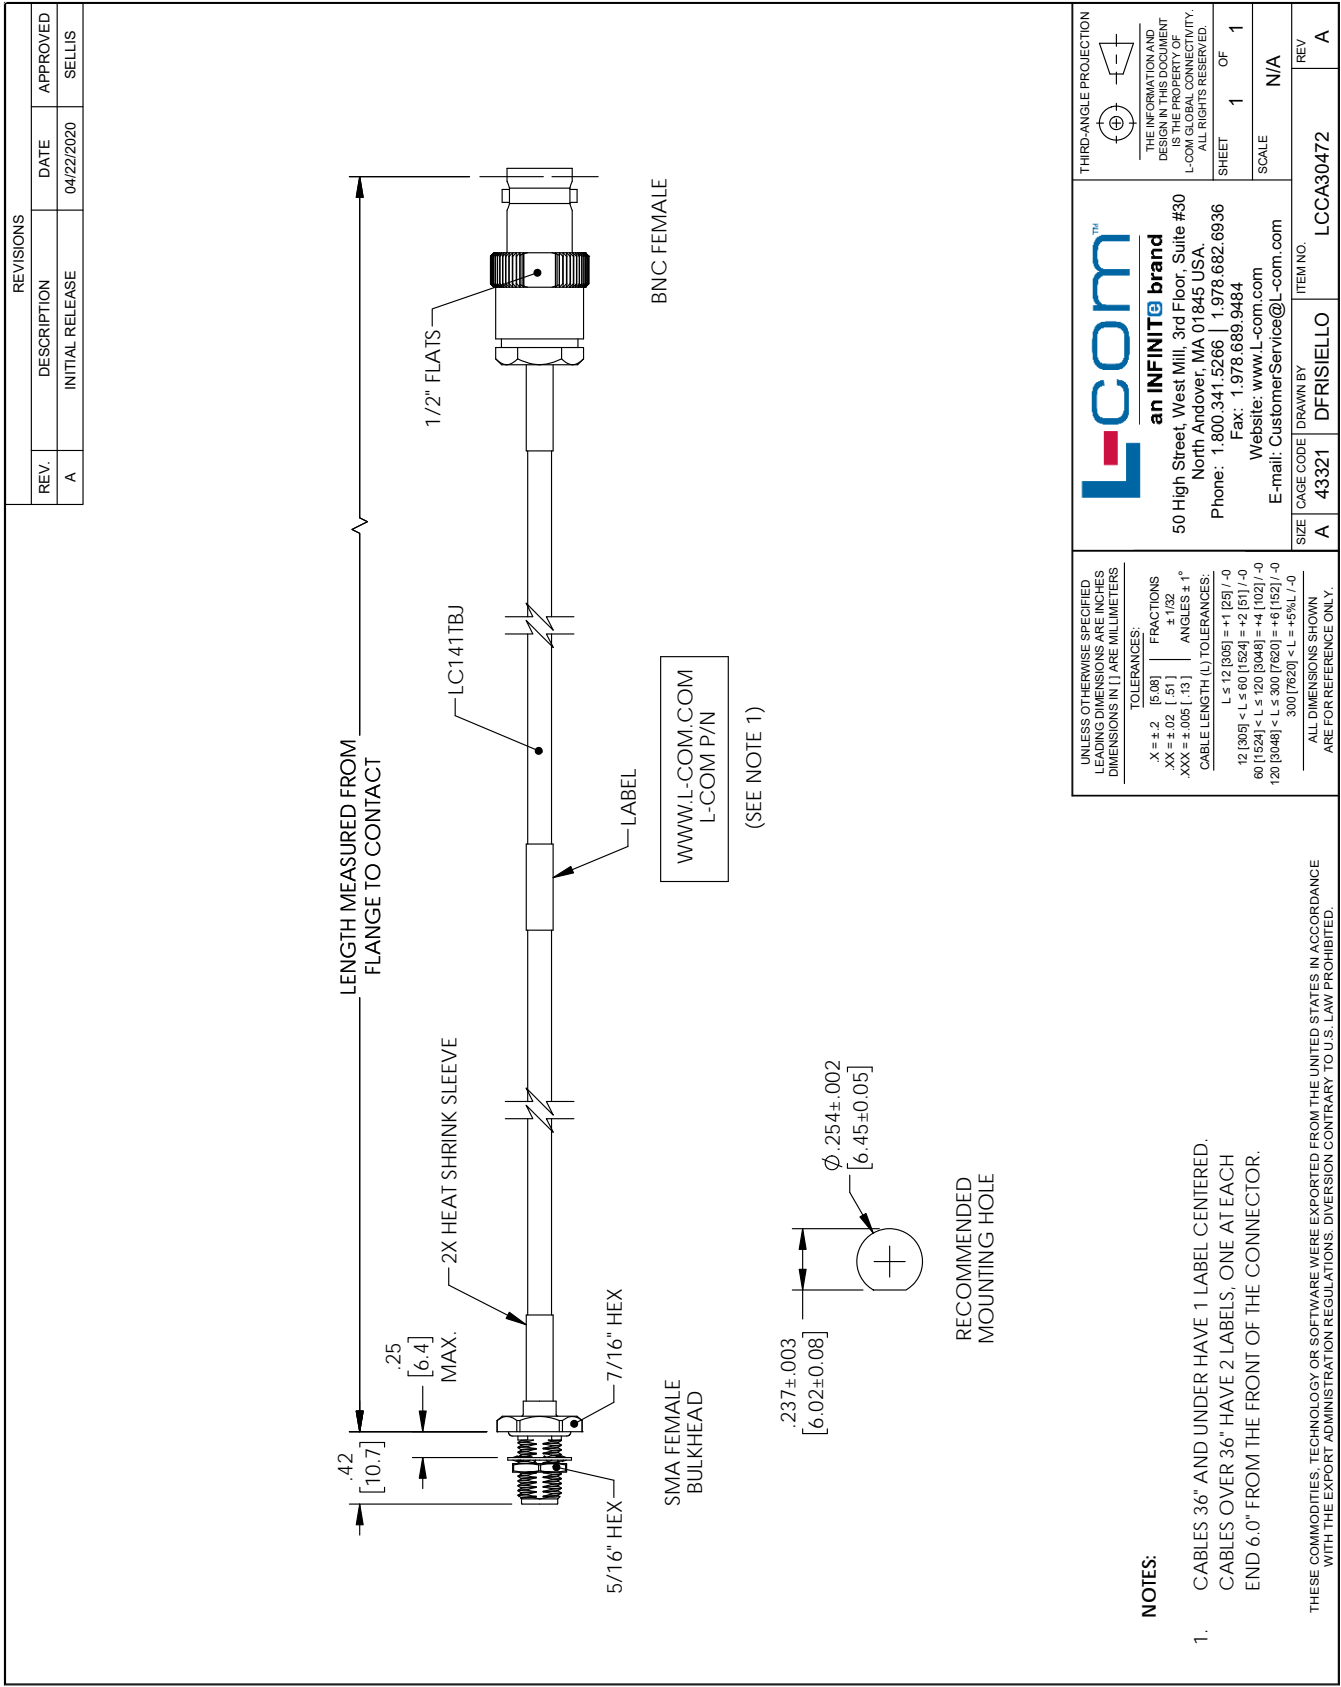 REVISIONS
REV. DESCRIPTION DATE APPROVED
A INITIAL RELEASE 04/22/2020 SELLIS
LENGTH MEASURED FROM
FLANGE TO CONTACT
.42
[10.7]
.25
[6.4]
MAX.
2X HEAT SHRINK SLEEVE
LC141TBJ
1/2" FLATS
5/16" HEX
7/16" HEX
LABEL
SMA FEMALE
BULKHEAD
WWW.L-COM.COM
L-COM P/N
(SEE NOTE 1)
BNC FEMALE
.237±.003
[6.02±0.08]
Ø.254±.002
[6.45±0.05]
RECOMMENDED
MOUNTING HOLE
NOTES:
1. CABLES 36" AND UNDER HAVE 1 LABEL CENTERED.
CABLES OVER 36" HAVE 2 LABELS, ONE AT EACH
END 6.0" FROM THE FRONT OF THE CONNECTOR.
THESE COMMODITIES, TECHNOLOGY OR SOFTWARE WERE EXPORTED FROM THE UNITED STATES IN ACCORDANCE
WITH THE EXPORT ADMINISTRATION REGULATIONS. DIVERSION CONTRARY TO U.S. LAW PROHIBITED.
UNLESS OTHERWISE SPECIFIED
LEADING DIMENSIONS ARE INCHES
DIMENSIONS IN [ ] ARE MILLIMETERS
TOLERANCES:
.X = ±.2 [5.08] FRACTIONS
.XX = ±.02 [ .51 ] ± 1/32
.XXX = ±.005 [ .13 ] ANGLES ± 1°
CABLE LENGTH (L) TOLERANCES:
L ≤ 12 [305] = +1 [25] / -0
12 [305] < L ≤ 60 [1524] = +2 [51] / -0
60 [1524] < L ≤ 120 [3048] = +4 [102] / -0
120 [3048] < L ≤ 300 [7620] = +6 [152] / -0
300 [7620] < L = +5%L / -0
ALL DIMENSIONS SHOWN
ARE FOR REFERENCE ONLY.
L-com™
an INFINITe brand
50 High Street, West Mill, 3rd Floor, Suite #30
North Andover, MA 01845 USA.
Phone: 1.800.341.5266 | 1.978.682.6936
Fax: 1.978.689.9484
Website: www.L-com.com
E-mail: CustomerService@L-com.com
THIRD-ANGLE PROJECTION
THE INFORMATION AND
DESIGN IN THIS DOCUMENT
IS THE PROPERTY OF
L-COM GLOBAL CONNECTIVITY.
ALL RIGHTS RESERVED.
SHEET 1 OF 1
SCALE N/A
SIZE A
CAGE CODE 43321
DRAWN BY DFRISIELLO
ITEM NO. LCCA30472
REV A